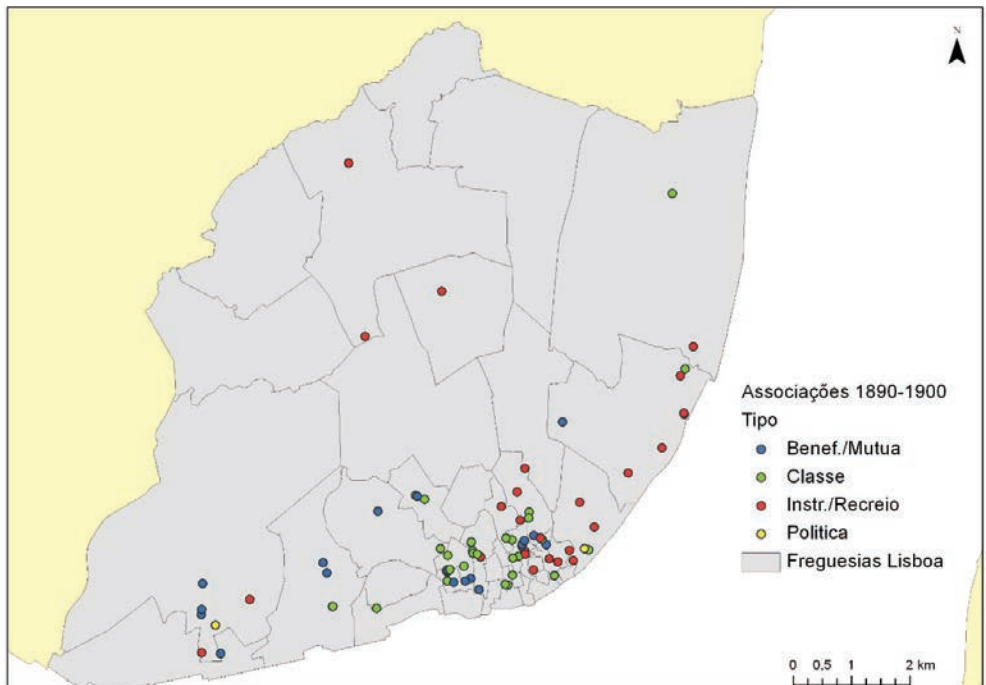 N
Associações 1890-1900
Tipo
Benef./Mutua
Classe
Instr./Recreio
Politica
Freguesias Lisboa
0 0,5 1 2 km